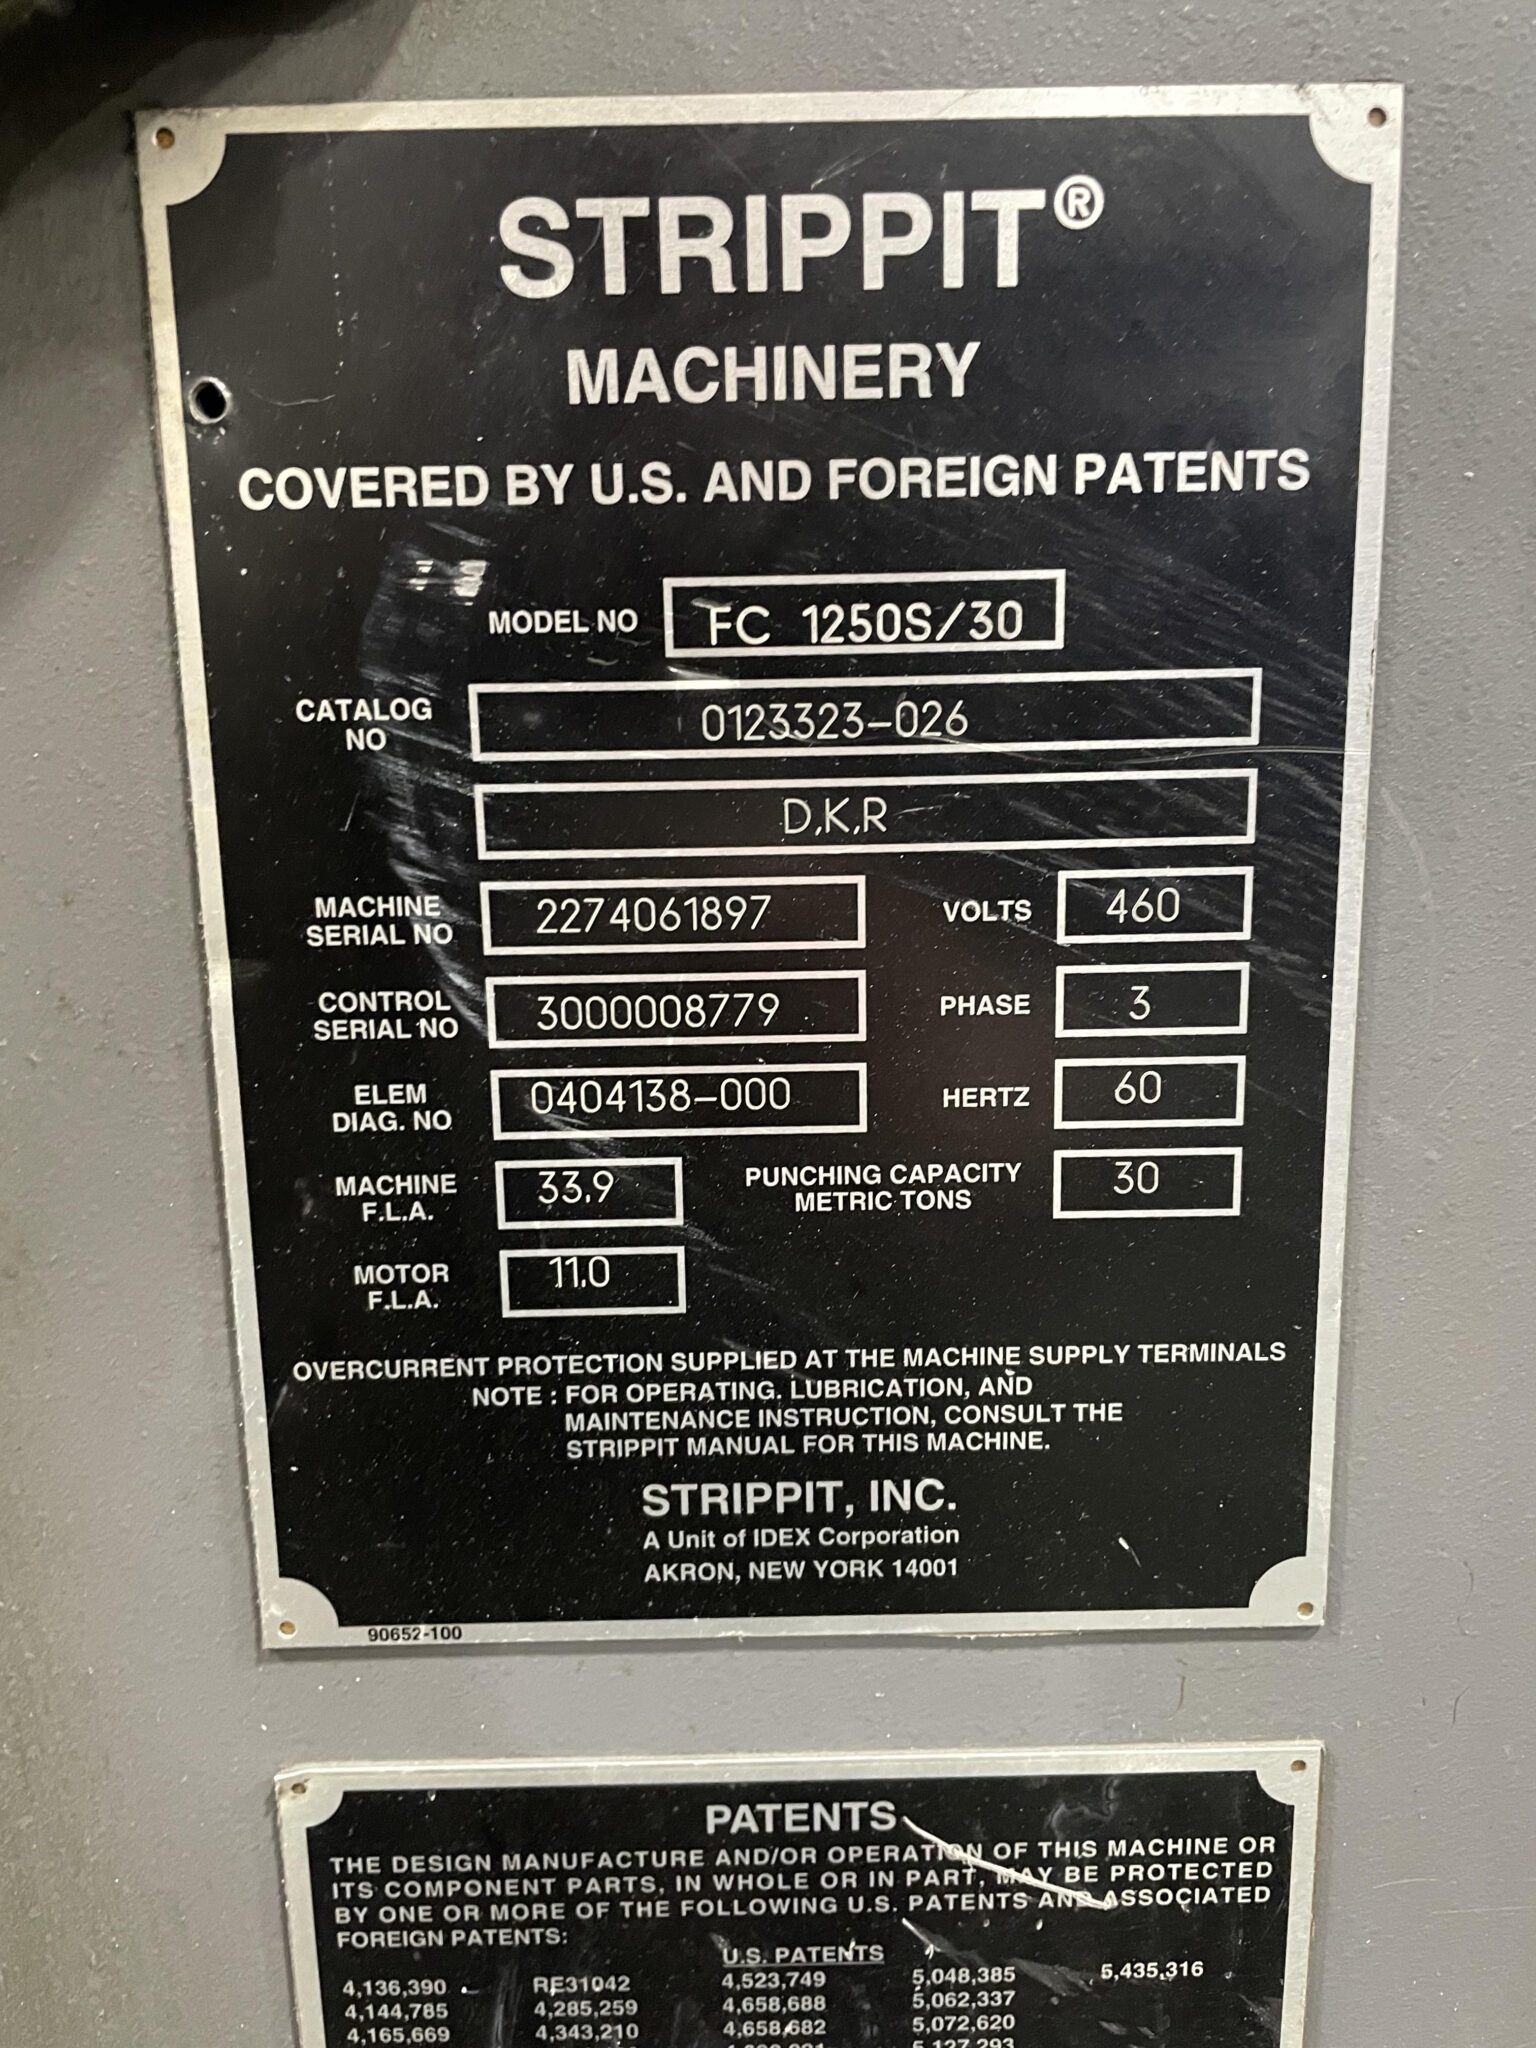 STRIPPIT®
MACHINERY
COVERED BY U.S. AND FOREIGN PATENTS
MODEL NO FC 1250S/30
CATALOG NO 0123323-026
D,K,R
MACHINE SERIAL NO 2274061897 VOLTS 460
CONTROL SERIAL NO 3000008779 PHASE 3
ELEM DIAG. NO 0404138-000 HERTZ 60
MACHINE F.L.A. 33.9 PUNCHING CAPACITY METRIC TONS 30
MOTOR F.L.A. 11.0
OVERCURRENT PROTECTION SUPPLIED AT THE MACHINE SUPPLY TERMINALS
NOTE : FOR OPERATING. LUBRICATION, AND
MAINTENANCE INSTRUCTION, CONSULT THE
STRIPPIT MANUAL FOR THIS MACHINE.
STRIPPIT, INC.
A Unit of IDEX Corporation
AKRON, NEW YORK 14001
90652-100
PATENTS
THE DESIGN MANUFACTURE AND/OR OPERATION OF THIS MACHINE OR
ITS COMPONENT PARTS, IN WHOLE OR IN PART, MAY BE PROTECTED
BY ONE OR MORE OF THE FOLLOWING U.S. PATENTS AND ASSOCIATED
FOREIGN PATENTS:
U.S. PATENTS
4,136,390 RE31042 4,523,749 5,048,385 5,435,316
4,144,785 4,285,259 4,658,688 5,062,337
4,165,669 4,343,210 4,658,682 5,072,620
5,127,293